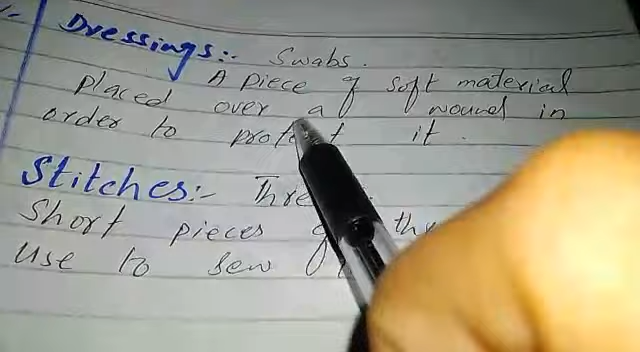 Dressings:- Swabs.
A piece of soft material
placed over a wound in
order to protect it.
Stitches:-
Short pieces
use to sew